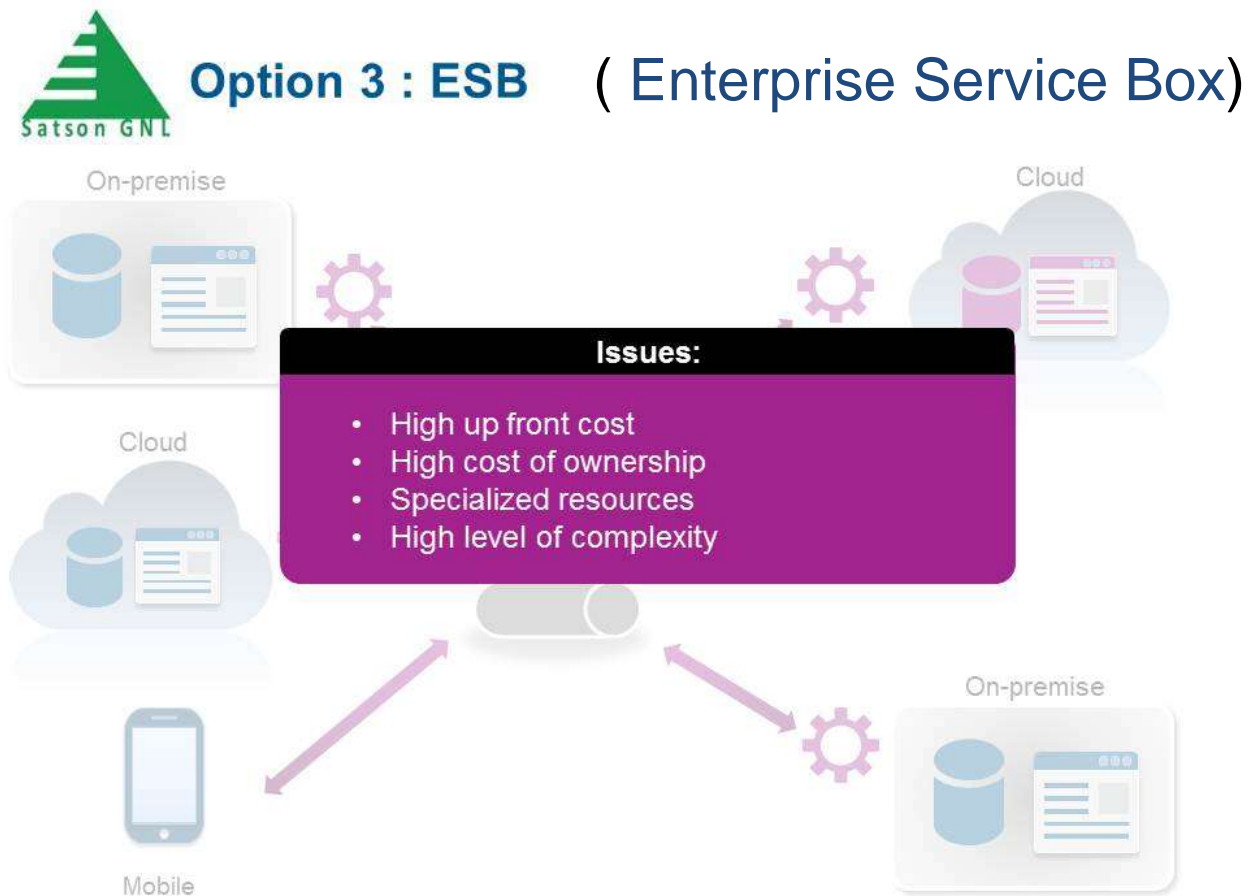 Satson GNL
Option 3 : ESB ( Enterprise Service Box)
On-premise
Cloud
Issues:
• High up front cost
• High cost of ownership
• Specialized resources
• High level of complexity
Cloud
On-premise
Mobile